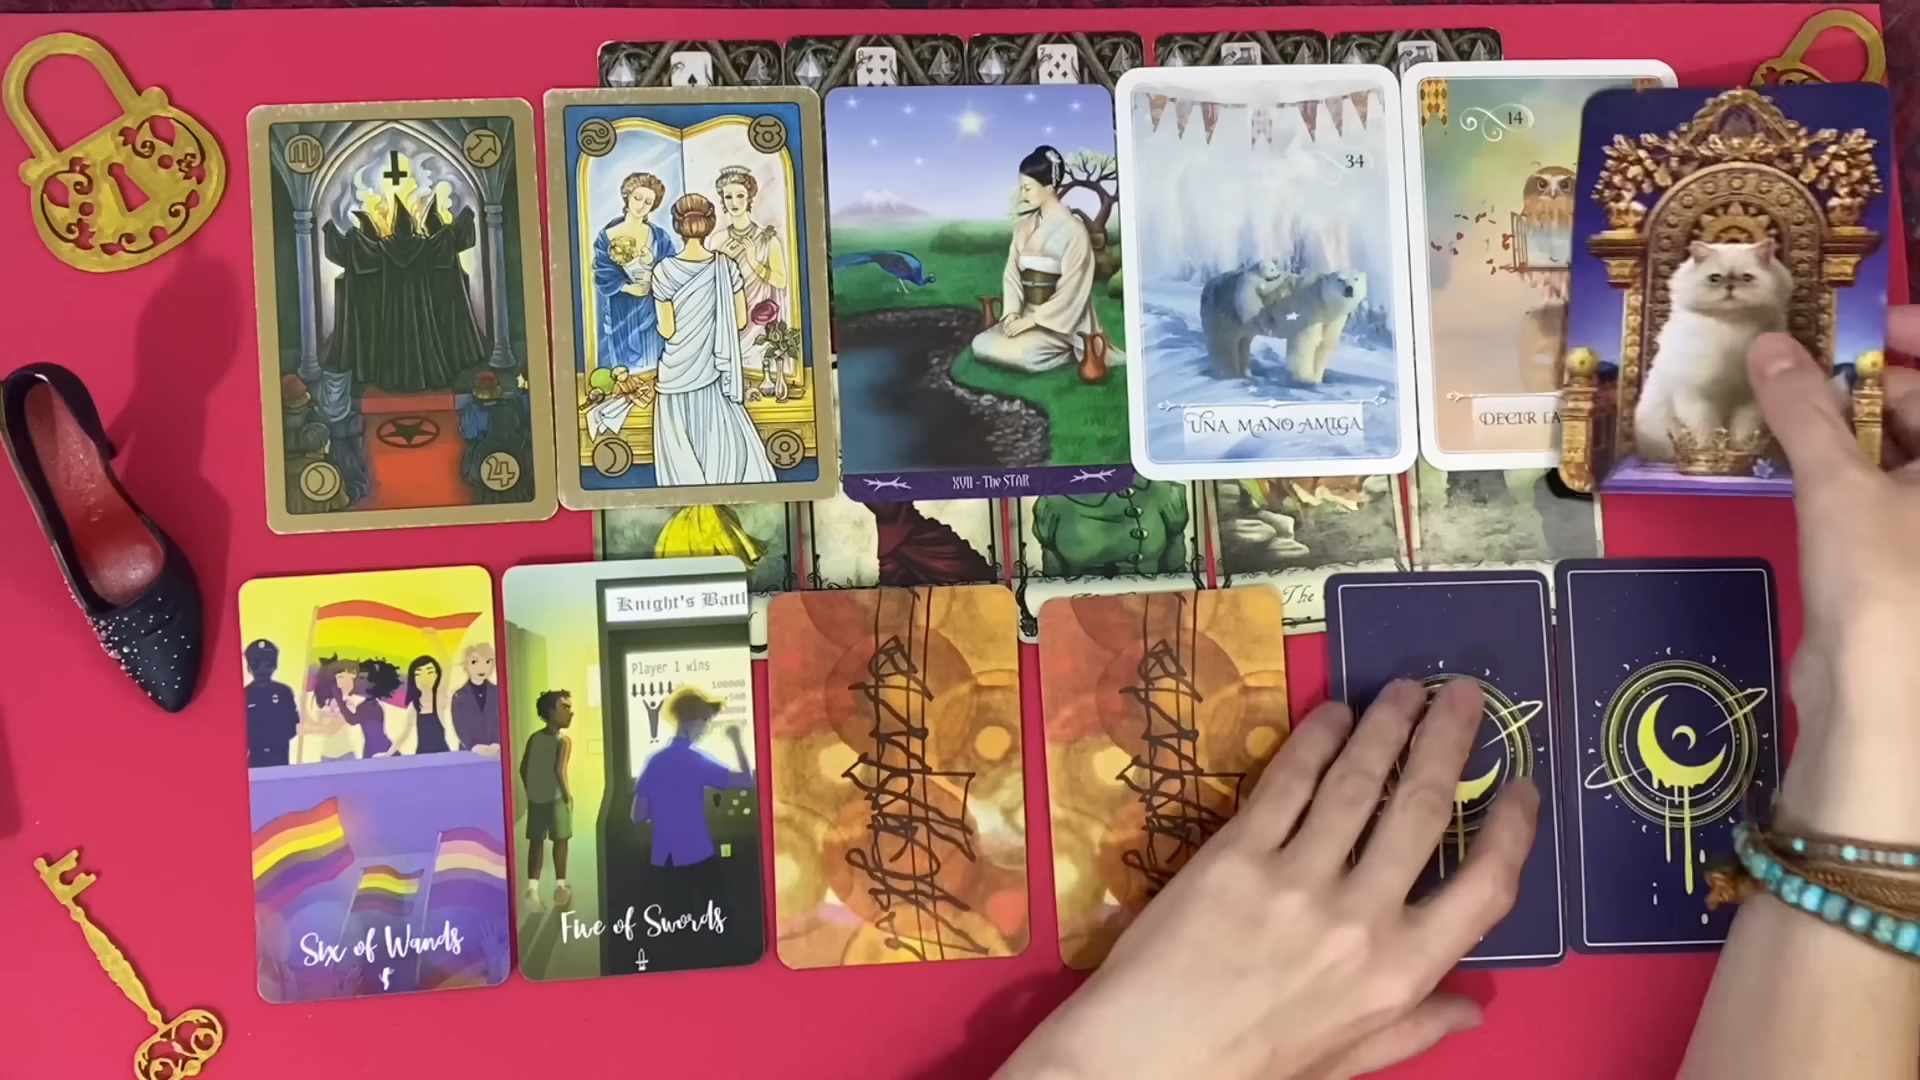 34
14
UNA MANO AMIGA
DECIR LA
XVII - The STAR
The
Knight's Battl
Player 1 wins
100000
Six of Wands
Five of Swords